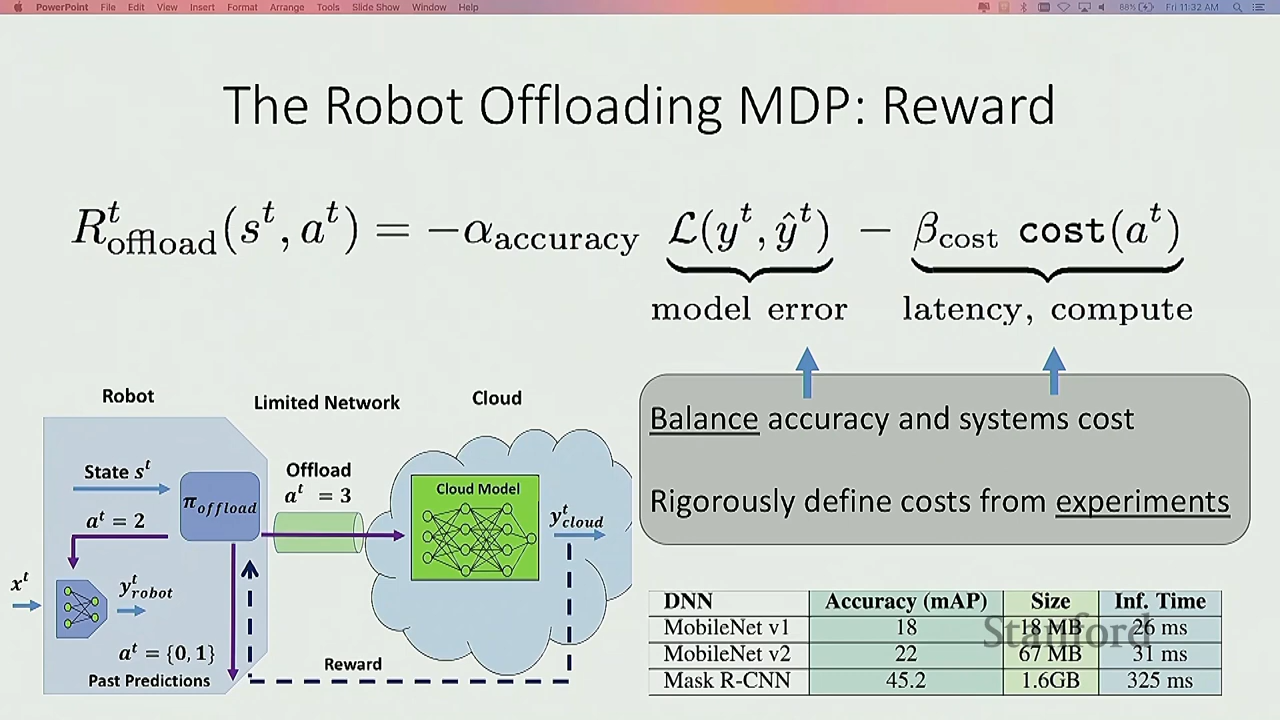 PowerPoint File Edit View Insert Format Arrange Tools Slide Show Window Help 88% Fri 11:32 AM
The Robot Offloading MDP: Reward
R^t_offload(s^t, a^t) = −α_accuracy ℒ(y^t, ŷ^t) − β_cost cost(a^t)
model error latency, compute
Balance accuracy and systems cost
Rigorously define costs from experiments
Robot
Limited Network
Cloud
State s^t
π_offload
Offload
a^t = 3
Cloud Model
y^t_cloud
a^t = 2
x^t
y^t_robot
a^t = {0, 1}
Past Predictions
Reward
DNN Accuracy (mAP) Size Inf. Time
MobileNet v1 18 18 MB 26 ms
MobileNet v2 22 67 MB 31 ms
Mask R-CNN 45.2 1.6GB 325 ms
Stanford